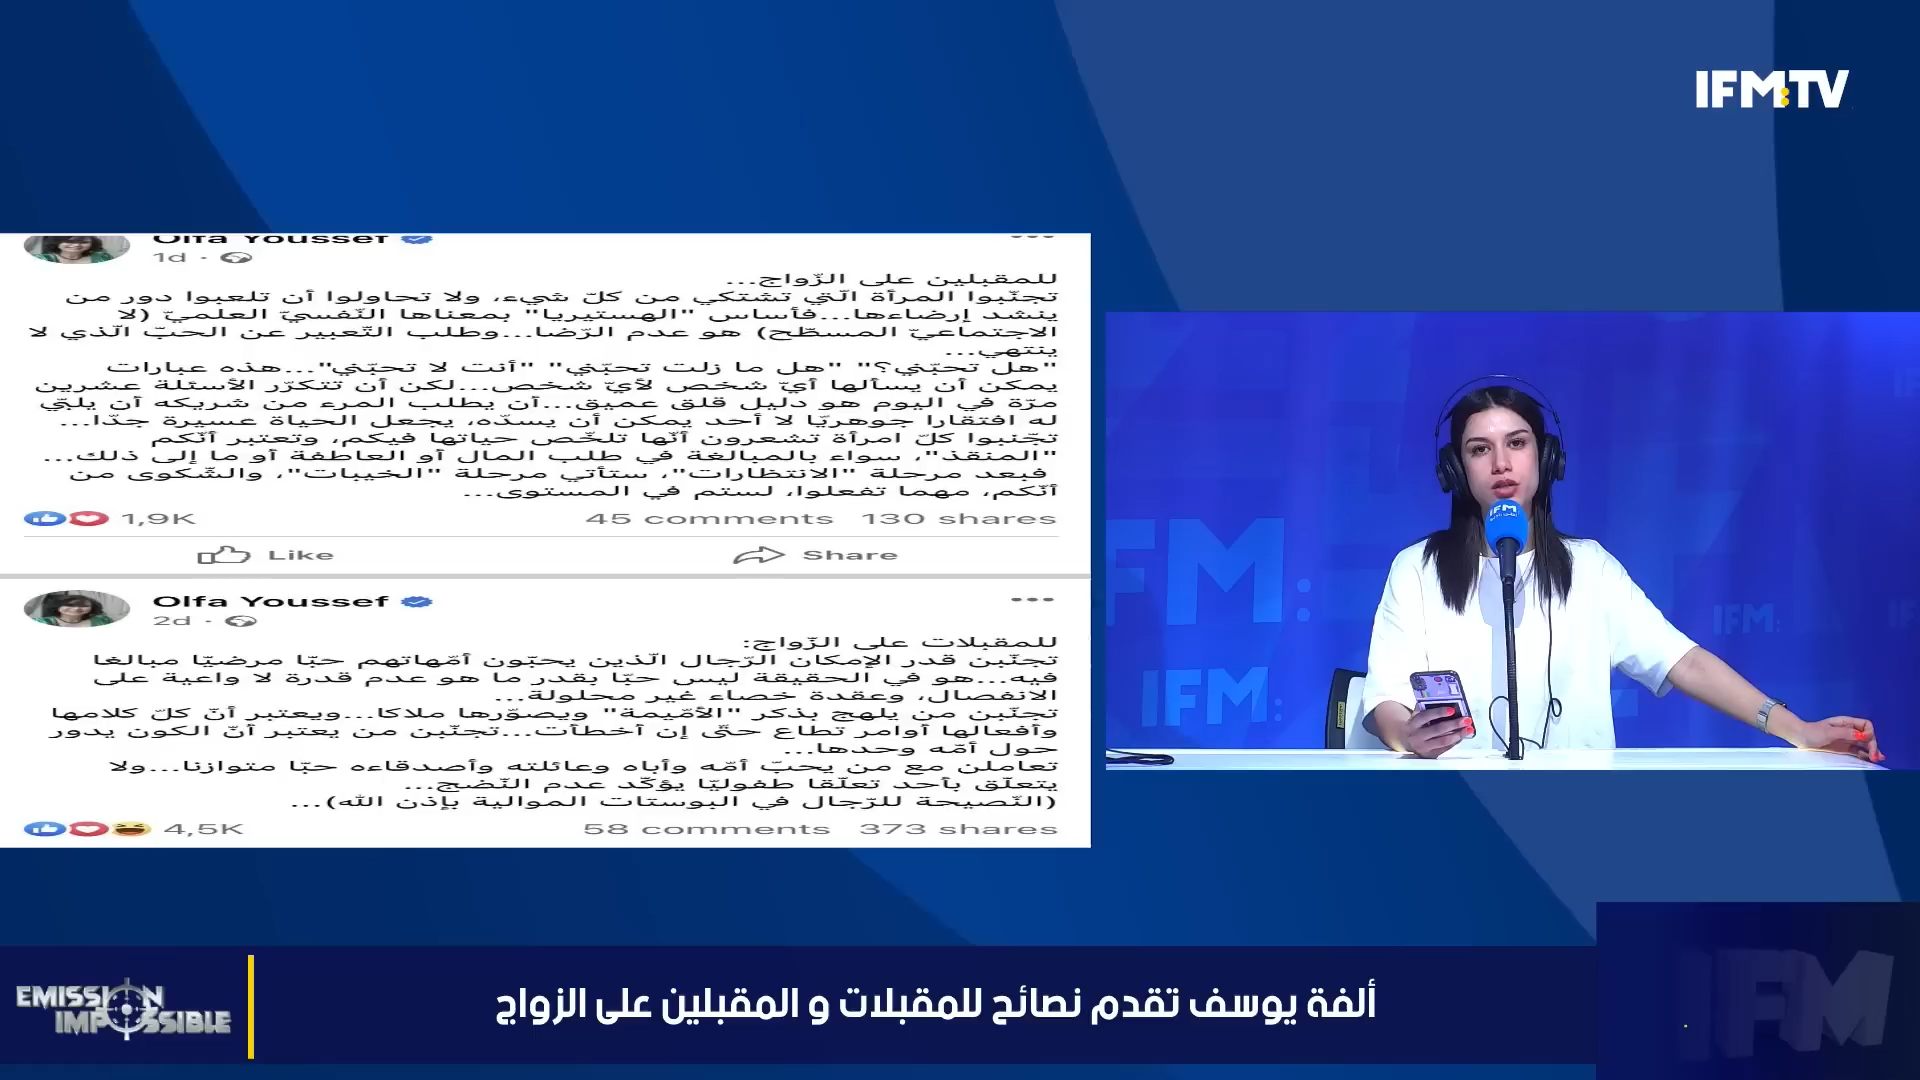 IFM:TV
Olfa Youssef
1d
للمقبلين على الزّواج...
تجنّبوا المرأة الّتي تشتكي من كلّ شيء، ولا تحاولوا أن تلعبوا دور من
ينشد إرضاءها...فأساس "الهستيريا" بمعناها النّفسيّ العلميّ (لا
الاجتماعيّ المسطّح) هو عدم الرّضا...وطلب التّعبير عن الحبّ الّذي لا
ينتهي...
"هل تحبّني؟" "هل ما زلت تحبّني" "أنت لا تحبّني"...هذه عبارات
يمكن أن يسألها أيّ شخص لأيّ شخص...لكن أن تتكرّر الأسئلة عشرين
مرّة في اليوم هو دليل قلق عميق...أن يطلب المرء من شريكه أن يلبّي
له افتقارا جوهريّا لا أحد يمكن أن يسدّه، يجعل الحياة عسيرة جدّا...
تجّنبوا كلّ امرأة تشعرون أنّها تلخّص حياتها فيكم، وتعتبر أنّكم
"المنقذ"، سواء بالمبالغة في طلب المال أو العاطفة أو ما إلى ذلك...
فبعد مرحلة "الانتظارات"، ستأتي مرحلة "الخيبات"، والشّكوى من
أنّكم، مهما تفعلوا، لستم في المستوى...
1,9K 45 comments 130 shares
Like Share
Olfa Youssef
2d
للمقبلات على الزّواج:
تجنّبن قدر الإمكان الرّجال الّذين يحبّون أمّهاتهم حبّا مرضيّا مبالغا
فيه...هو في الحقيقة ليس حبّا بقدر ما هو عدم قدرة لا واعية على
الانفصال، وعقدة خصاء غير محلولة...
تجنّبن من يلهج بذكر "الأمّيمة" ويصوّرها ملاكا...ويعتبر أنّ كلّ كلامها
وأفعالها أوامر تطاع حتّى إن أخطأت...تجنّبن من يعتبر أنّ الكون يدور
حول أمّه وحدها...
تعاملن مع من يحبّ أمّه وأباه وعائلته وأصدقاءه حبّا متوازنا...ولا
يتعلّق بأحد تعلّقا طفوليّا يؤكّد عدم النّضج...
(النّصيحة للرّجال في البوستات الموالية بإذن الله)...
4,5K 58 comments 373 shares
IFM
FM:
IFM:
IFM:
EMISSION
IMPOSSIBLE
ألفة يوسف تقدم نصائح للمقبلات و المقبلين على الزواج
IFM